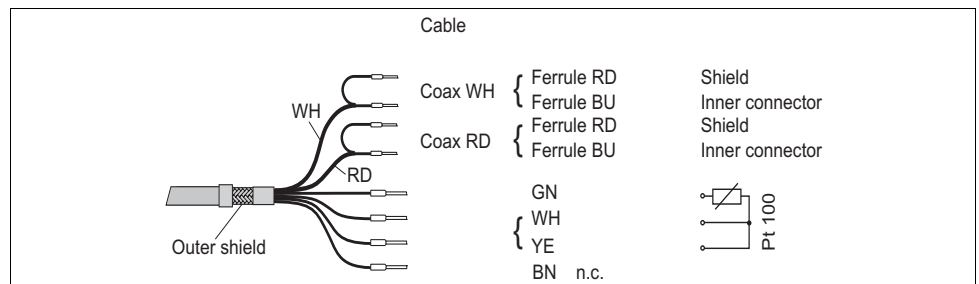 Cable
WH
Coax WH { Ferrule RD Shield
Ferrule BU Inner connector
Coax RD { Ferrule RD Shield
Ferrule BU Inner connector
RD
GN
{ WH
YE
BN n.c.
Pt 100
Outer shield